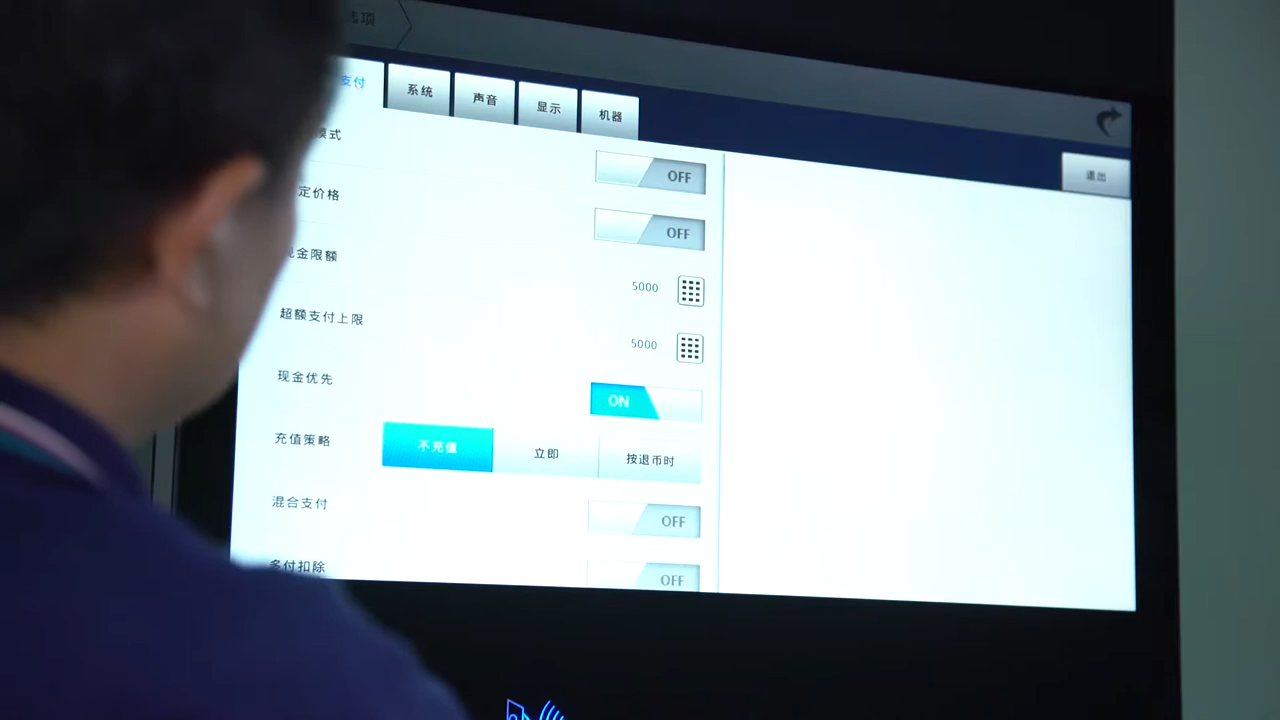 选项
支付
系统
声音
显示
机器
退出
模式
OFF
定价格
OFF
现金限额
5000
超额支付上限
5000
现金优先
ON
充值策略
不充值
立即
按退币时
混合支付
OFF
多付扣除
OFF